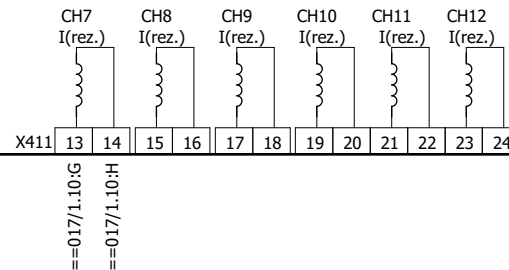 CH7 CH8 CH9 CH10 CH11 CH12
I(rez.) I(rez.) I(rez.) I(rez.) I(rez.) I(rez.)
X411 13 14 15 16 17 18 19 20 21 22 23 24
==017/1.10:G
==017/1.10:H